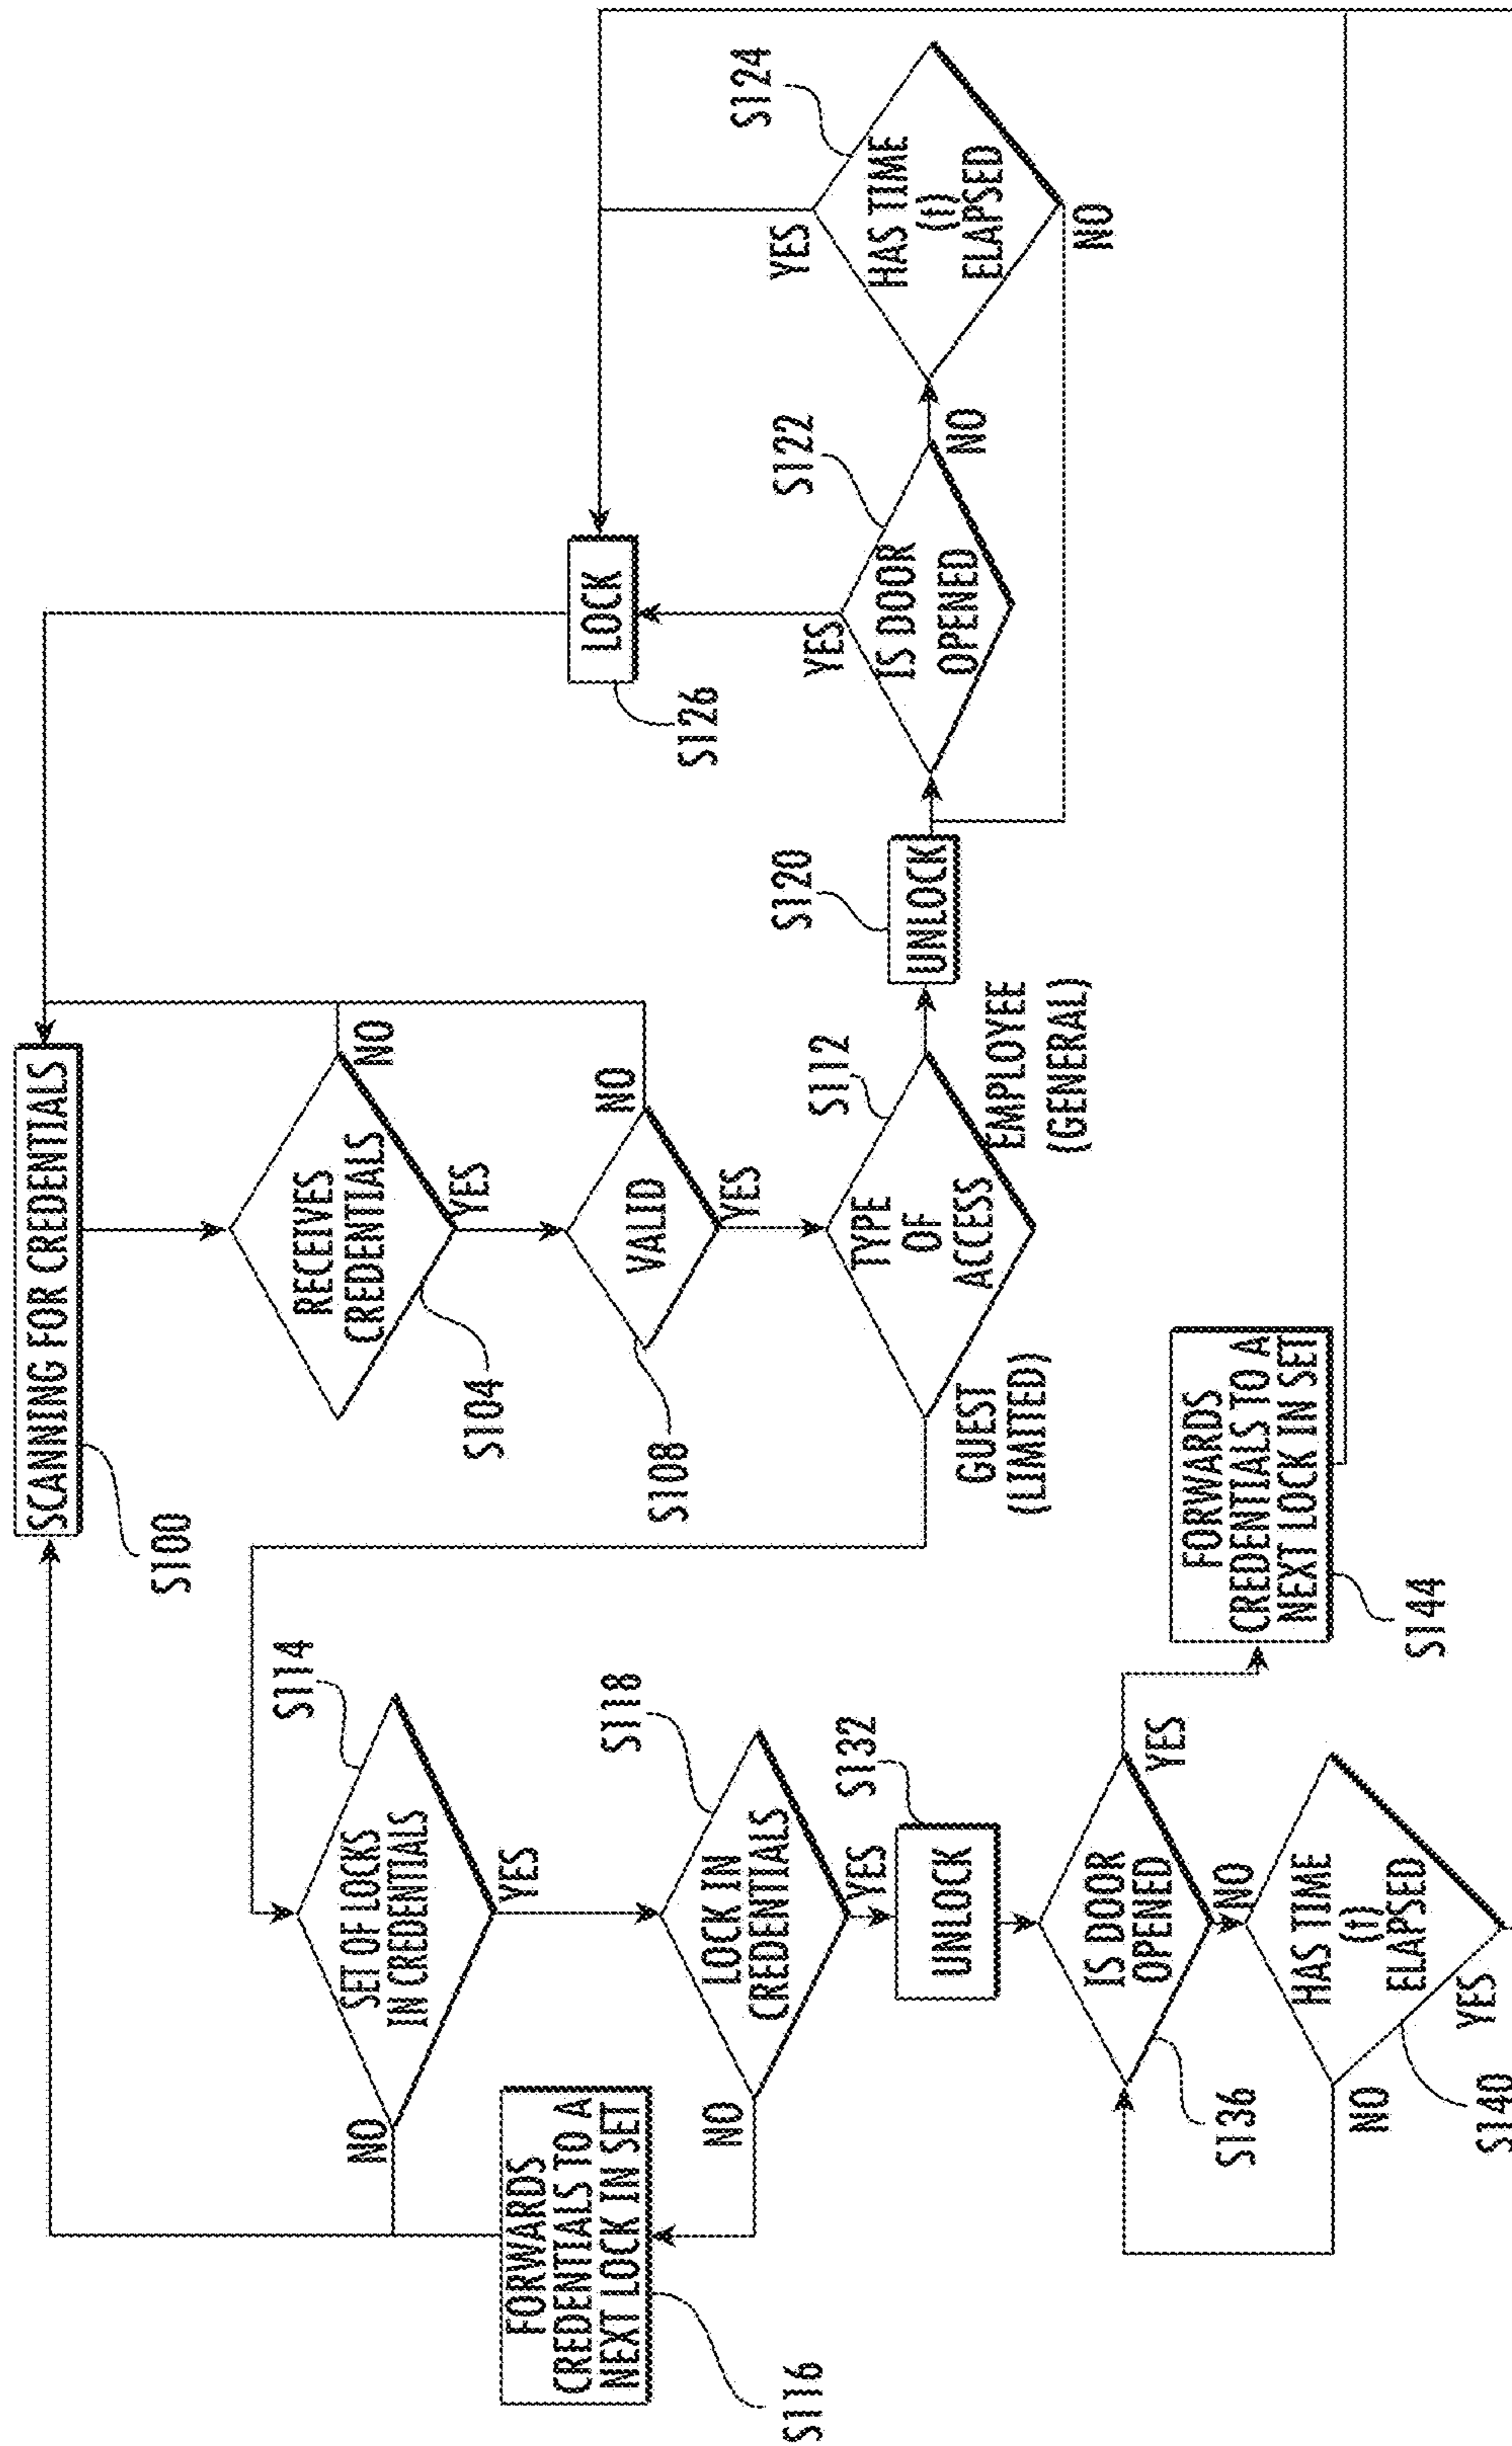 SCANNING FOR CREDENTIALS
S100
RECEIVES
CREDENTIALS
NO
YES
S104
VALID
NO
YES
S108
TYPE
OF
ACCESS
S112
GUEST
(LIMITED)
EMPLOYEE
(GENERAL)
SET OF LOCKS
IN CREDENTIALS
S114
NO
YES
FORWARDS
CREDENTIALS TO A
NEXT LOCK IN SET
S116
LOCK IN
CREDENTIALS
S118
NO
YES
UNLOCK
S132
IS DOOR
OPENED
S136
YES
NO
HAS TIME
(t)
ELAPSED
NO
YES
S140
FORWARDS
CREDENTIALS TO A
NEXT LOCK IN SET
S144
UNLOCK
S120
IS DOOR
OPENED
S122
YES
NO
HAS TIME
(t)
ELAPSED
S124
YES
NO
LOCK
S126